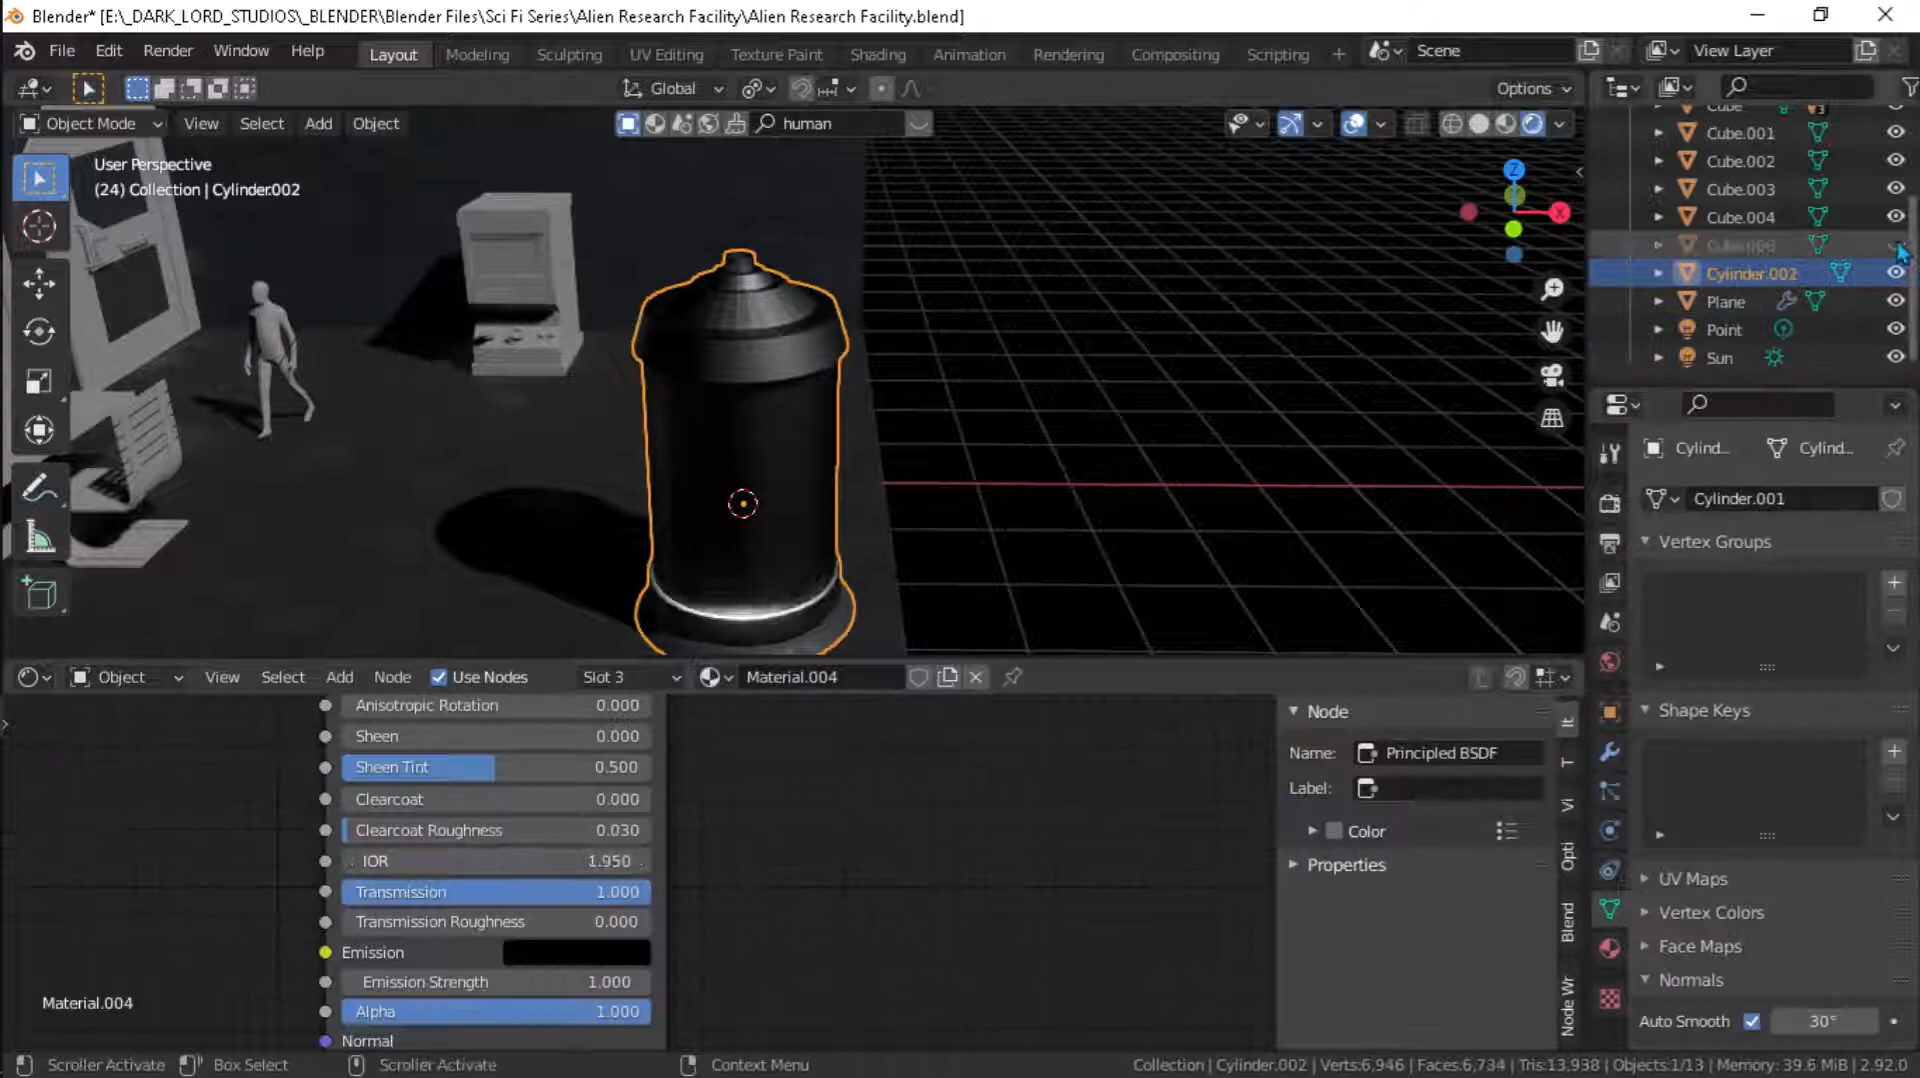 Blender* [E:\_DARK_LORD_STUDIOS\_BLENDER\Blender Files\Sci Fi Series\Alien Research Facility\Alien Research Facility.blend]
File Edit Render Window Help Layout Modeling Sculpting UV Editing Texture Paint Shading Animation Rendering Compositing Scripting + Scene View Layer
Global Options
Object Mode View Select Add Object human
User Perspective
(24) Collection | Cylinder.002
Z
X
Cube
Cube.001
Cube.002
Cube.003
Cube.004
Cylinder.002
Plane
Point
Sun
Cylind... Cylind...
Cylinder.001
Vertex Groups
Shape Keys
UV Maps
Vertex Colors
Face Maps
Normals
Auto Smooth 30°
Object View Select Add Node Use Nodes Slot 3 Material.004
Anisotropic Rotation 0.000
Sheen 0.000
Sheen Tint 0.500
Clearcoat 0.000
Clearcoat Roughness 0.030
IOR 1.950
Transmission 1.000
Transmission Roughness 0.000
Emission
Emission Strength 1.000
Alpha 1.000
Normal
Material.004
Node
Name: Principled BSDF
Label:
Color
Properties
It
T
Vi
Opti
Blend
Node Wr
Scroller Activate Box Select Scroller Activate Context Menu Collection | Cylinder.002 | Verts:6,946 | Faces:6,734 | Tris:13,938 | Objects:1/13 | Memory: 39.6 MiB | 2.92.0